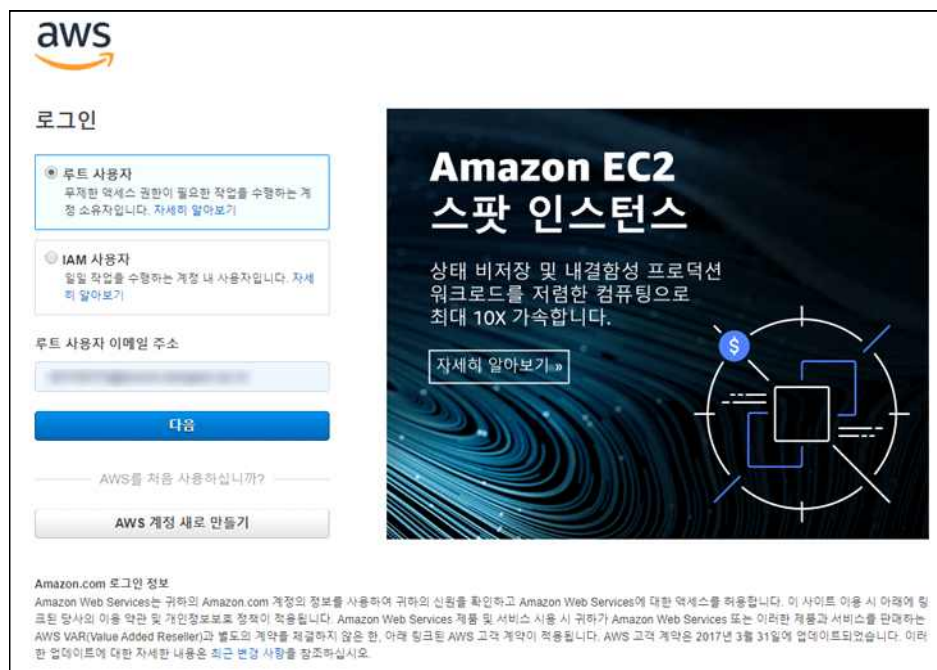 aws
로그인
루트 사용자
무제한 액세스 권한이 필요한 작업을 수행하는 계
정 소유자입니다. 자세히 알아보기
IAM 사용자
일일 작업을 수행하는 계정 내 사용자입니다. 자세
히 알아보기
루트 사용자 이메일 주소
다음
AWS를 처음 사용하십니까?
AWS 계정 새로 만들기
Amazon EC2
스팟 인스턴스
상태 비저장 및 내결함성 프로덕션
워크로드를 저렴한 컴퓨팅으로
최대 10X 가속합니다.
자세히 알아보기 »
$
Amazon.com 로그인 정보
Amazon Web Services는 귀하의 Amazon.com 계정의 정보를 사용하여 귀하의 신원을 확인하고 Amazon Web Services에 대한 액세스를 허용합니다. 이 사이트 이용 시 아래에 링
크된 당사의 이용 약관 및 개인정보보호 정책이 적용됩니다. Amazon Web Services 제품 및 서비스 사용 시 귀하가 Amazon Web Services 또는 이러한 제품과 서비스를 판매하는
AWS VAR(Value Added Reseller)과 별도의 계약을 체결하지 않은 한, 아래 링크된 AWS 고객 계약이 적용됩니다. AWS 고객 계약은 2017년 3월 31일에 업데이트되었습니다. 이러
한 업데이트에 대한 자세한 내용은 최근 변경 사항을 참조하십시오.